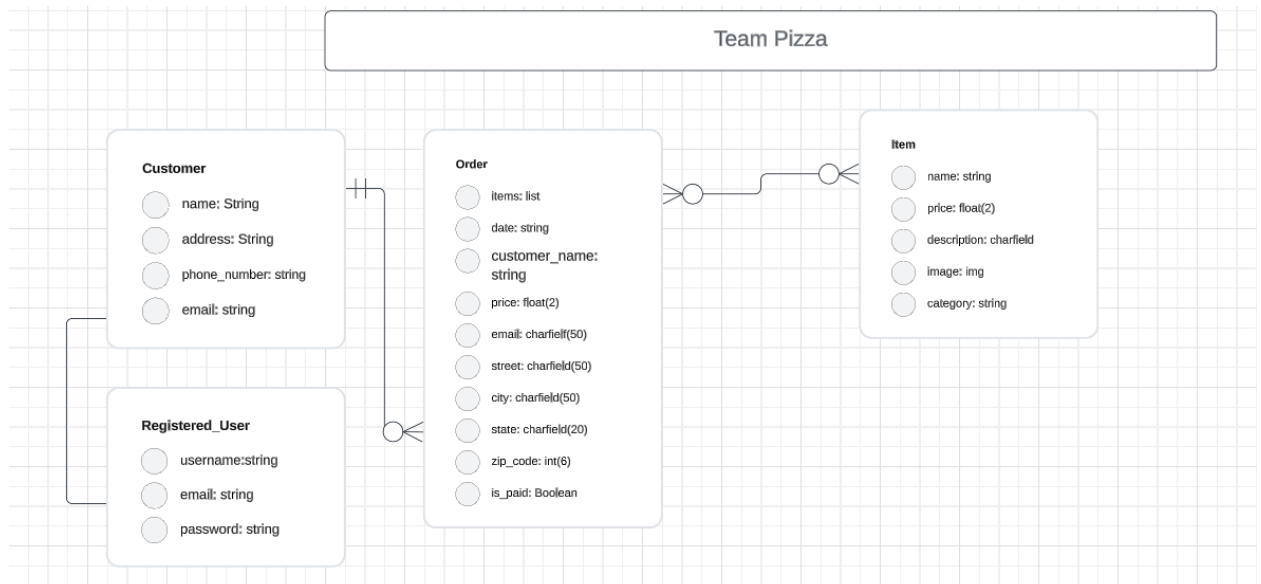 Team Pizza
Customer
name: String
address: String
phone_number: string
email: string
Registered_User
username:string
email: string
password: string
Order
items: list
date: string
customer_name:
string
price: float(2)
email: charfielf(50)
street: charfield(50)
city: charfield(50)
state: charfield(20)
zip_code: int(6)
is_paid: Boolean
Item
name: string
price: float(2)
description: charfield
image: img
category: string